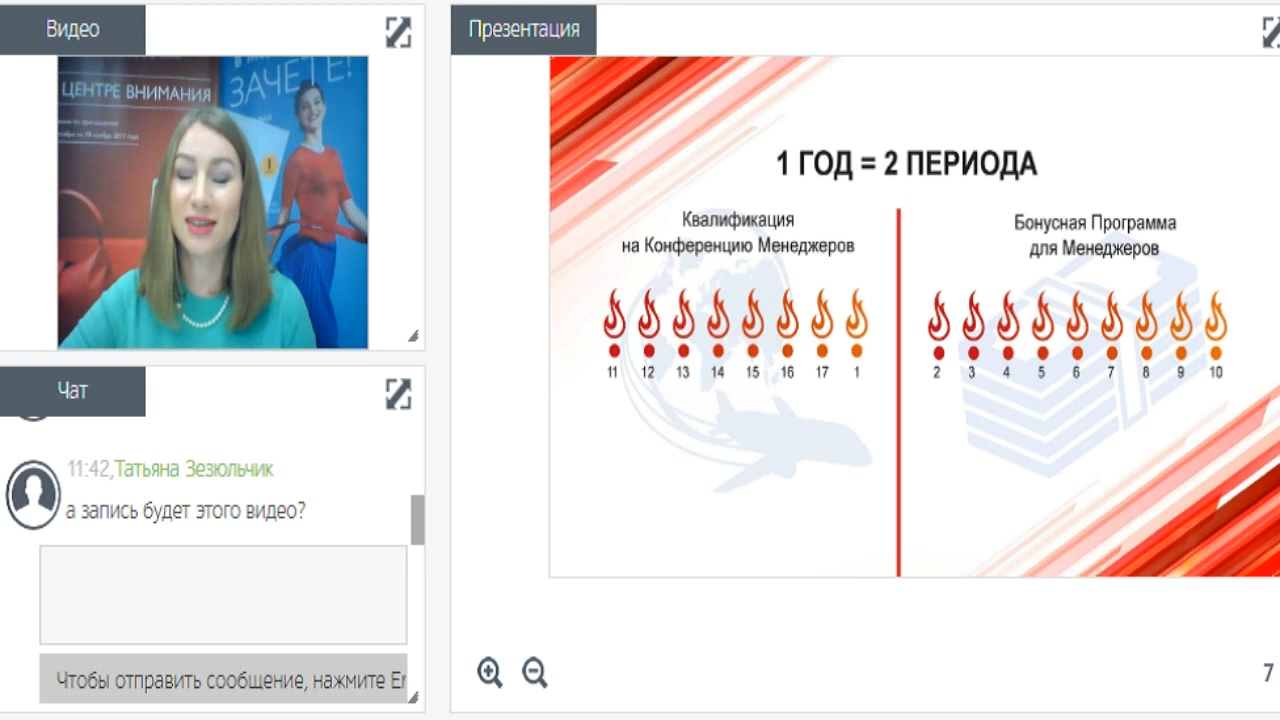 Видео
ЦЕНТРЕ ВНИМАНИЯ
ЗАЧЕТЕ!
Чат
11:42, Татьяна Зезюльчик
а запись будет этого видео?
Чтобы отправить сообщение, нажмите Er
Презентация
1 ГОД = 2 ПЕРИОДА
Квалификация
на Конференцию Менеджеров
11 12 13 14 15 16 17 1
Бонусная Программа
для Менеджеров
2 3 4 5 6 7 8 9 10
7